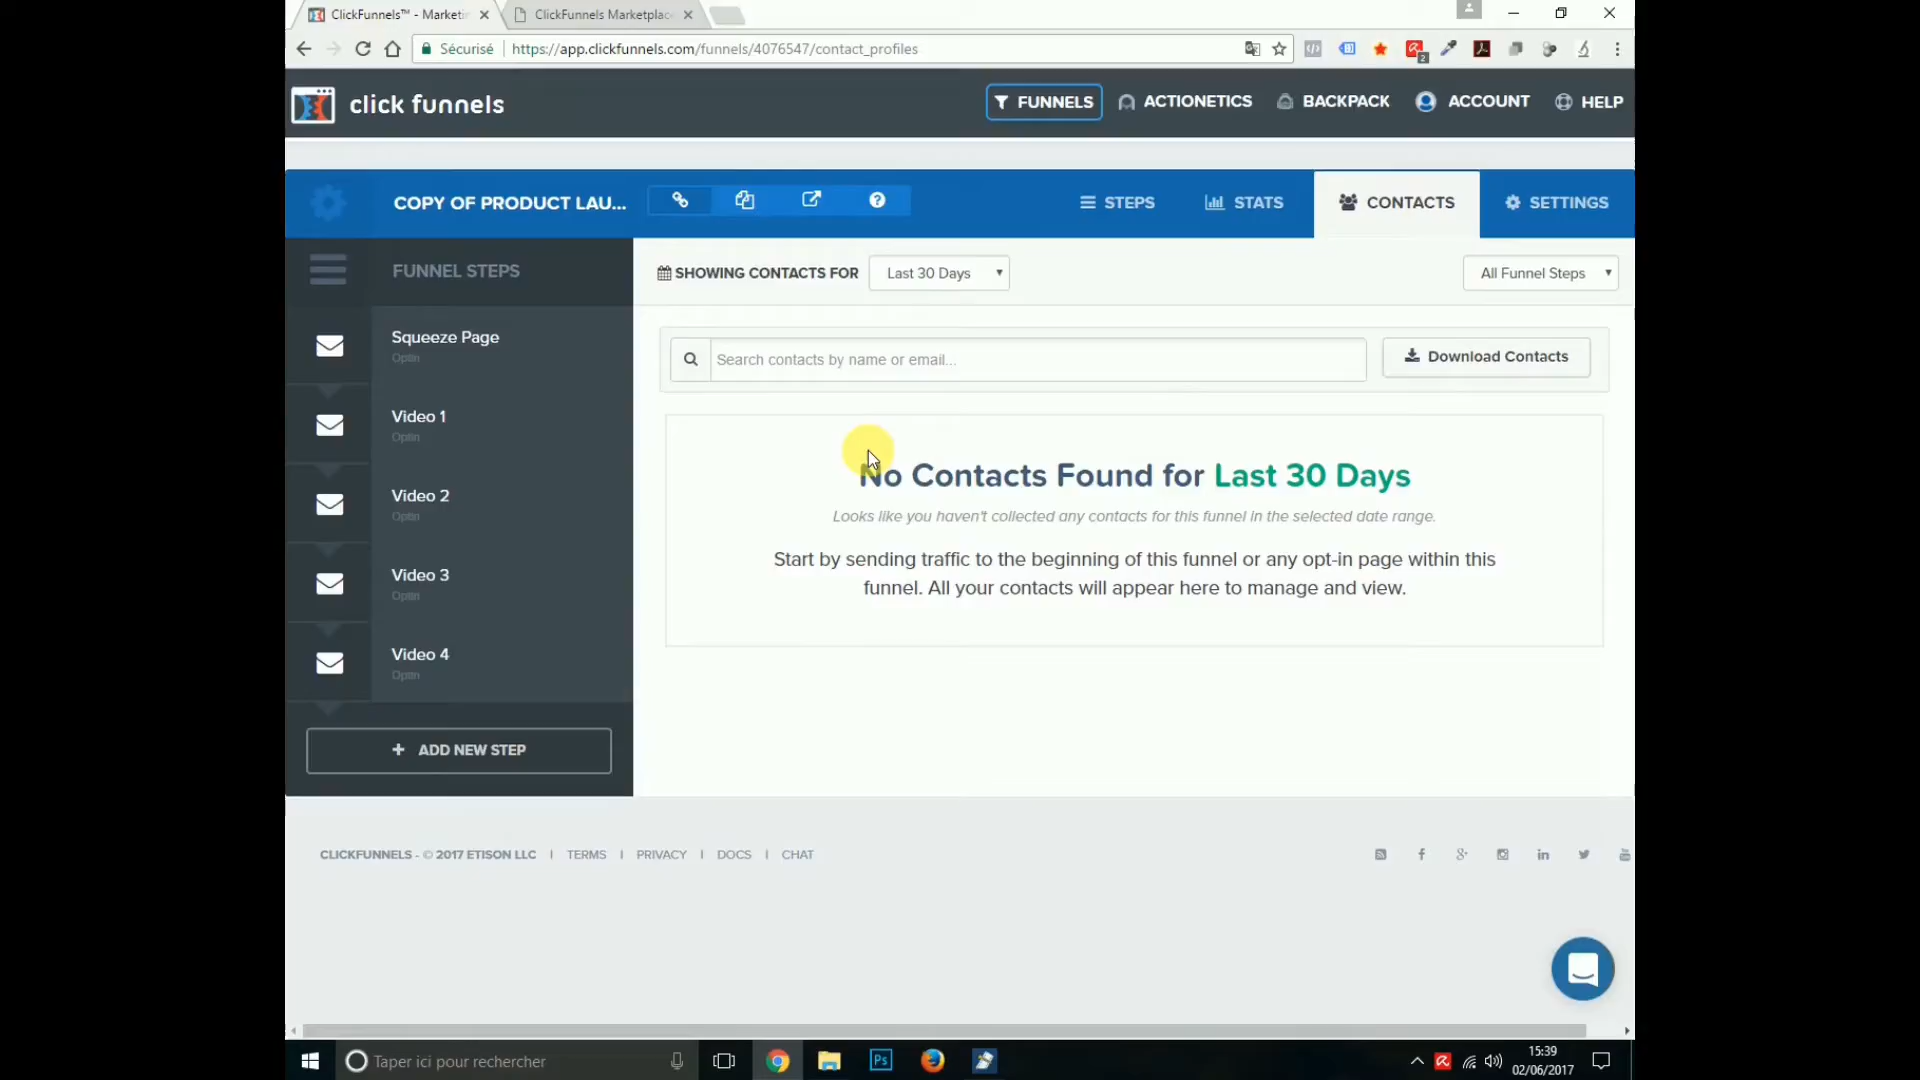 ClickFunnels™ - Marketin
ClickFunnels Marketplac
Sécurisé
https://app.clickfunnels.com/funnels/4076547/contact_profiles
2
click funnels
FUNNELS
ACTIONETICS
BACKPACK
ACCOUNT
HELP
COPY OF PRODUCT LAU...
STEPS
STATS
CONTACTS
SETTINGS
FUNNEL STEPS
SHOWING CONTACTS FOR
Last 30 Days
All Funnel Steps
Squeeze Page
Optin
Search contacts by name or email...
Download Contacts
Video 1
Optin
No Contacts Found for Last 30 Days
Video 2
Optin
Looks like you haven't collected any contacts for this funnel in the selected date range.
Start by sending traffic to the beginning of this funnel or any opt-in page within this
funnel. All your contacts will appear here to manage and view.
Video 3
Optin
Video 4
Optin
+ ADD NEW STEP
CLICKFUNNELS - © 2017 ETISON LLC | TERMS | PRIVACY | DOCS | CHAT
Taper ici pour rechercher
Ps
15:39
02/06/2017